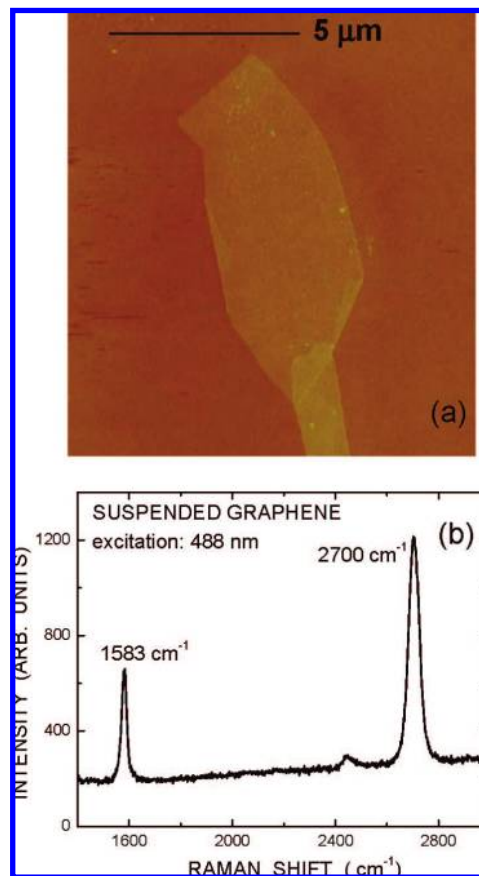 5 μm
(a)
SUSPENDED GRAPHENE
(b)
excitation: 488 nm
2700 cm⁻¹
1583 cm⁻¹
INTENSITY (ARB. UNITS)
1200
800
400
0
1600 2000 2400 2800
RAMAN SHIFT (cm⁻¹)